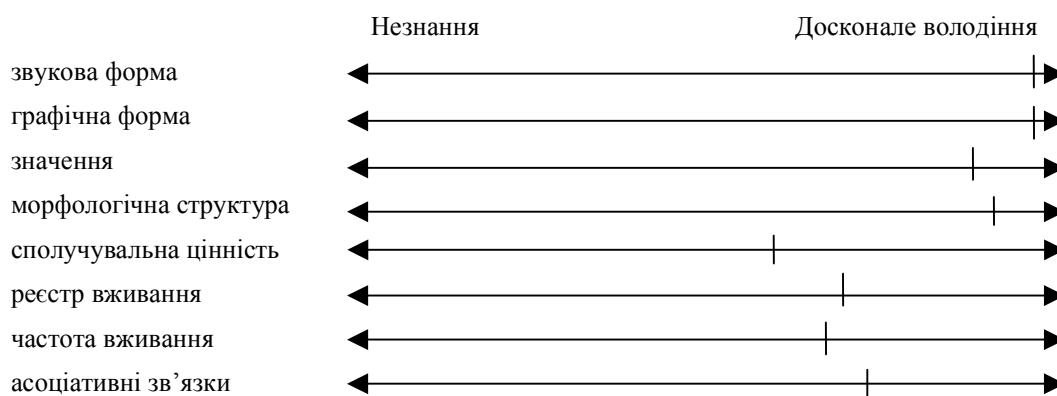 Незнання Досконале володіння
звукова форма
графічна форма
значення
морфологічна структура
сполучувальна цінність
реєстр вживання
частота вживання
асоціативні зв’язки